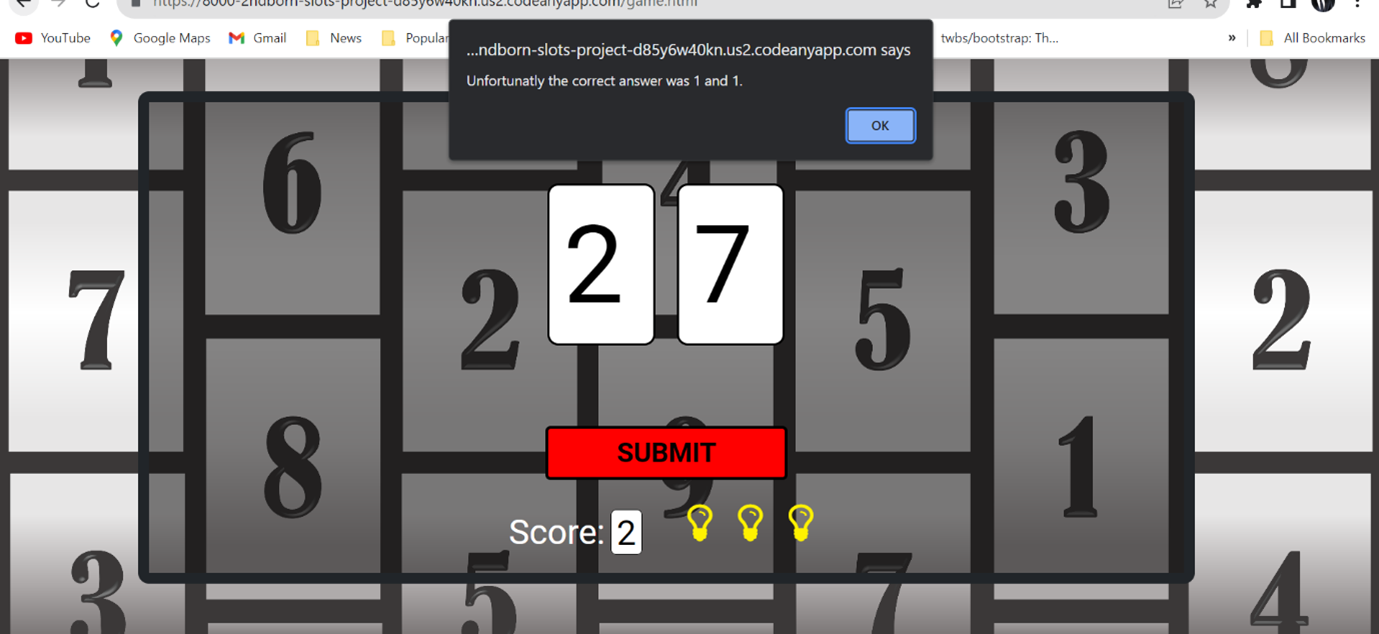 https://8000-2ndborn-slots-project-d85y6w40kn.us2.codeanyapp.com/game.html
YouTube Google Maps Gmail News Popular twbs/bootstrap: Th... » All Bookmarks
...ndborn-slots-project-d85y6w40kn.us2.codeanyapp.com says
Unfortunatly the correct answer was 1 and 1.
OK
1 6
6 4 3
2 7
7 2 5 2
8 9 1
SUBMIT
Score: 2
3 5 7 4